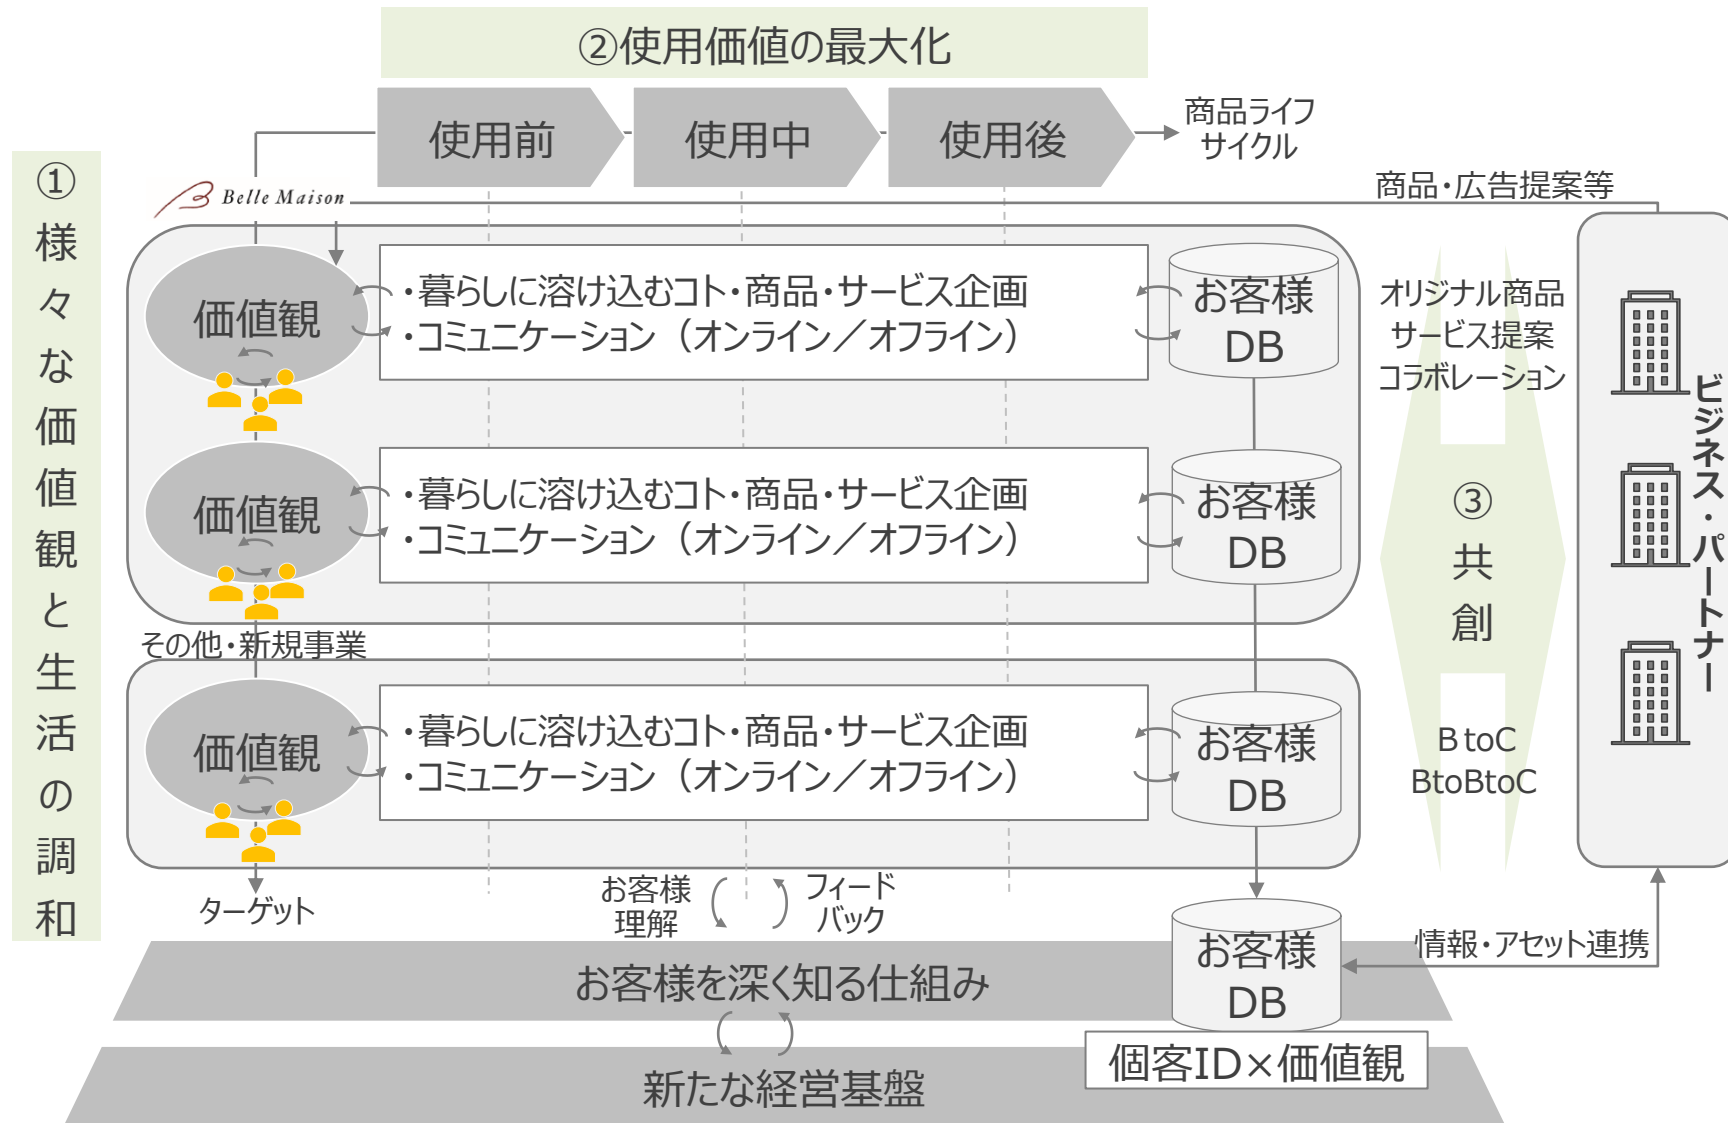 ②使用価値の最大化
使用前
使用中
使用後
商品ライフ
サイクル
①様々な価値観と生活の調和
Belle Maison
商品・広告提案等
価値観
・暮らしに溶け込むコト・商品・サービス企画
・コミュニケーション（オンライン／オフライン）
お客様
DB
価値観
・暮らしに溶け込むコト・商品・サービス企画
・コミュニケーション（オンライン／オフライン）
お客様
DB
その他・新規事業
価値観
・暮らしに溶け込むコト・商品・サービス企画
・コミュニケーション（オンライン／オフライン）
お客様
DB
オリジナル商品
サービス提案
コラボレーション
③共創
B toC
BtoBtoC
ビジネス・パートナー
ターゲット
お客様
理解
フィード
バック
お客様
DB
情報・アセット連携
お客様を深く知る仕組み
個客ID×価値観
新たな経営基盤